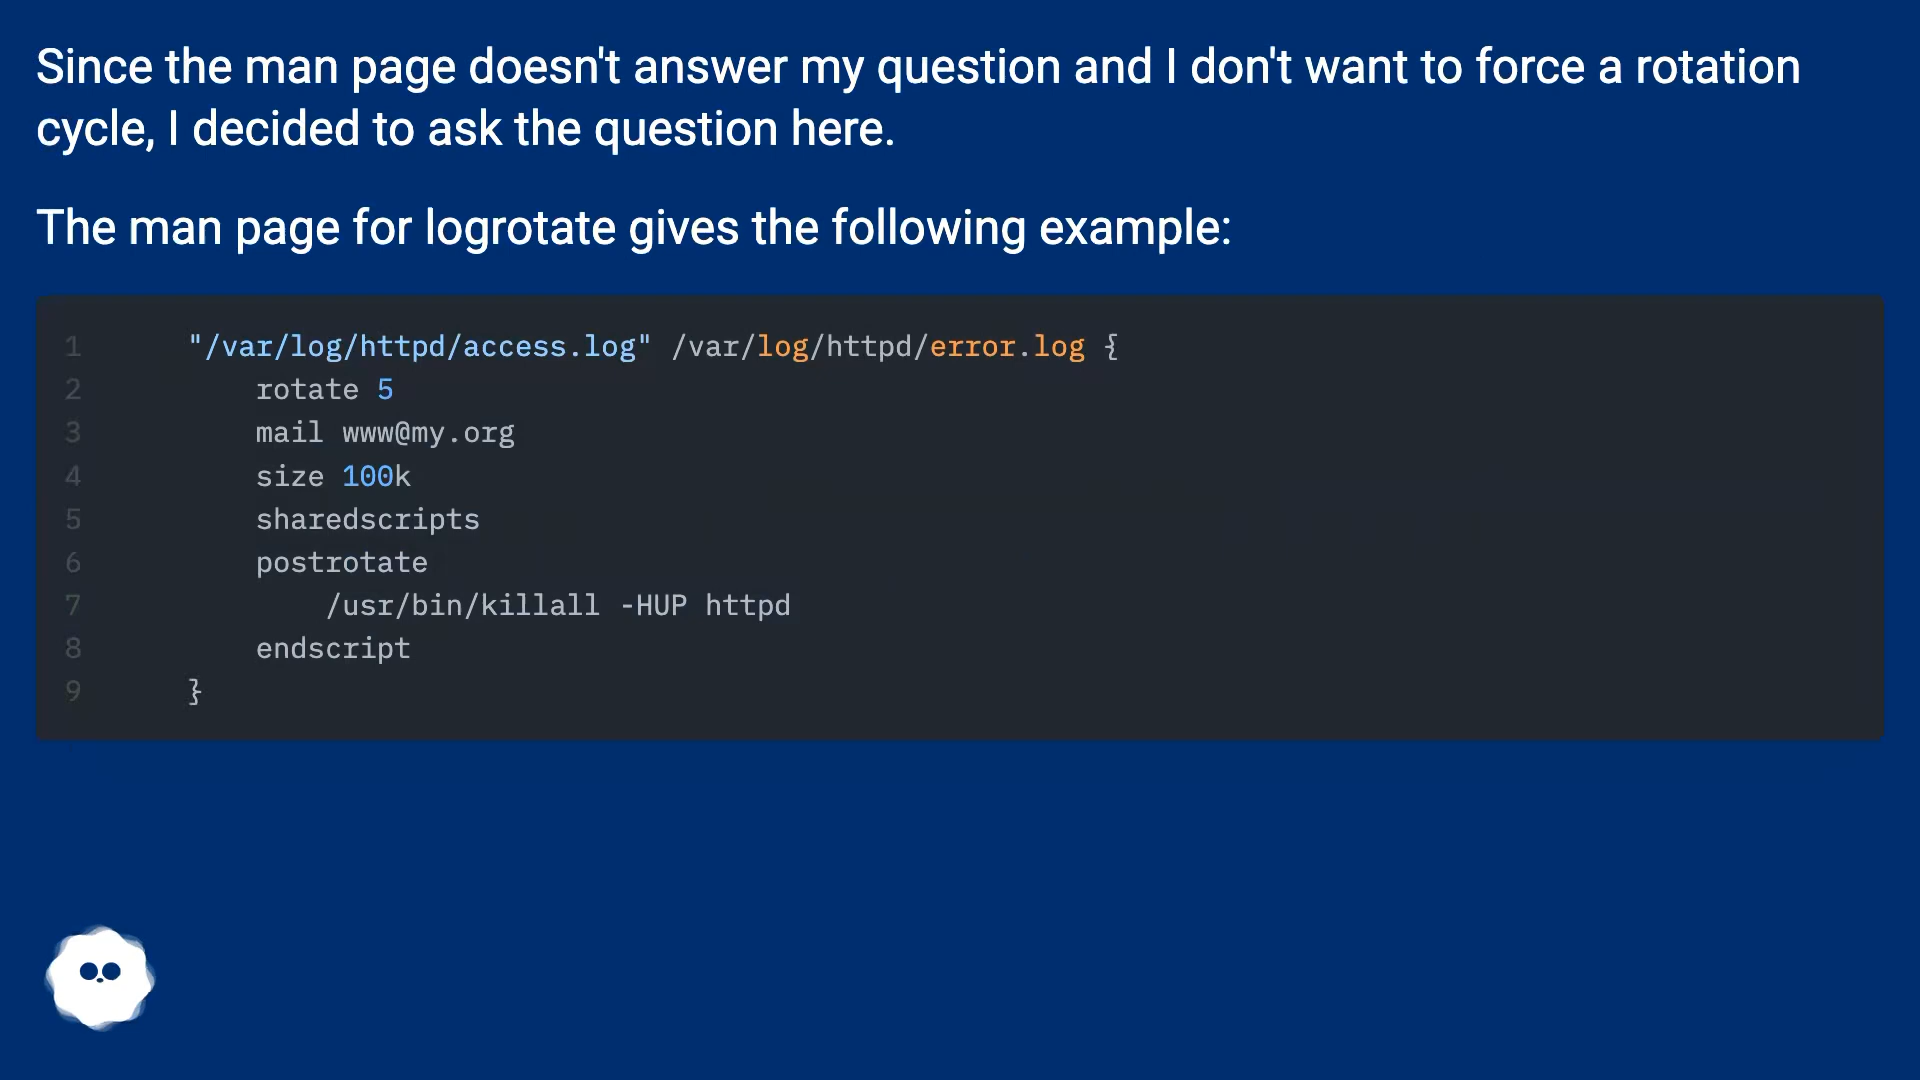 Since the man page doesn't answer my question and I don't want to force a rotation
cycle, I decided to ask the question here.
The man page for logrotate gives the following example:
1 "/var/log/httpd/access.log" /var/log/httpd/error.log {
2 rotate 5
3 mail www@my.org
4 size 100k
5 sharedscripts
6 postrotate
7 /usr/bin/killall -HUP httpd
8 endscript
9 }